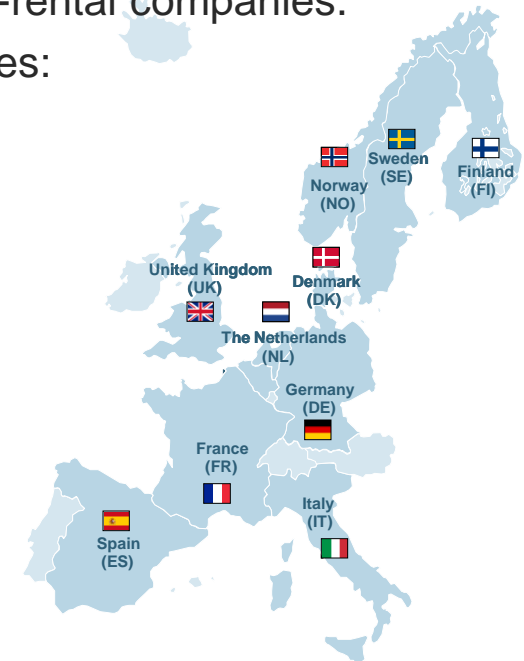 -rental companies.
es:
Sweden
(SE)
Finland
(FI)
Norway
(NO)
United Kingdom
(UK)
Denmark
(DK)
The Netherlands
(NL)
Germany
(DE)
France
(FR)
Italy
(IT)
Spain
(ES)